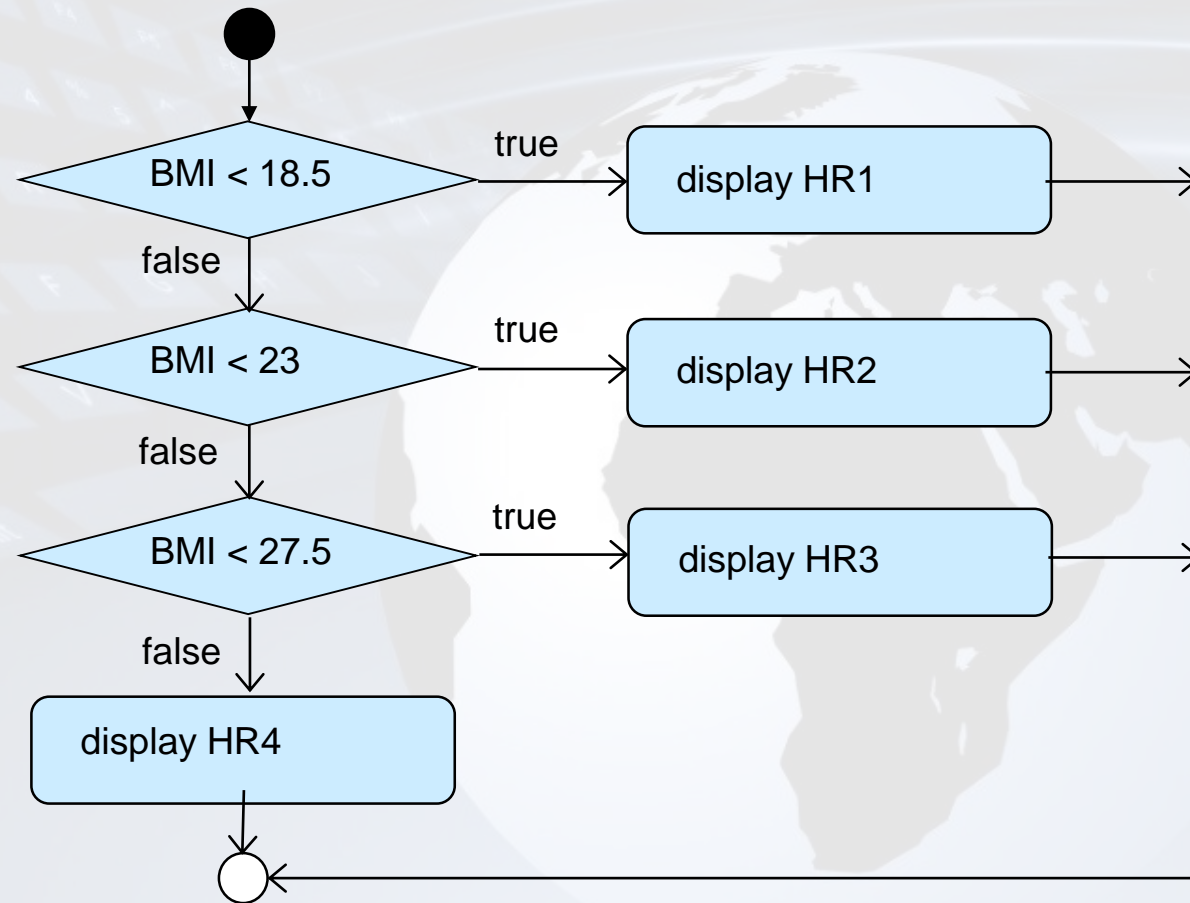 BMI < 18.5
true
display HR1
false
BMI < 23
true
display HR2
false
BMI < 27.5
true
display HR3
false
display HR4